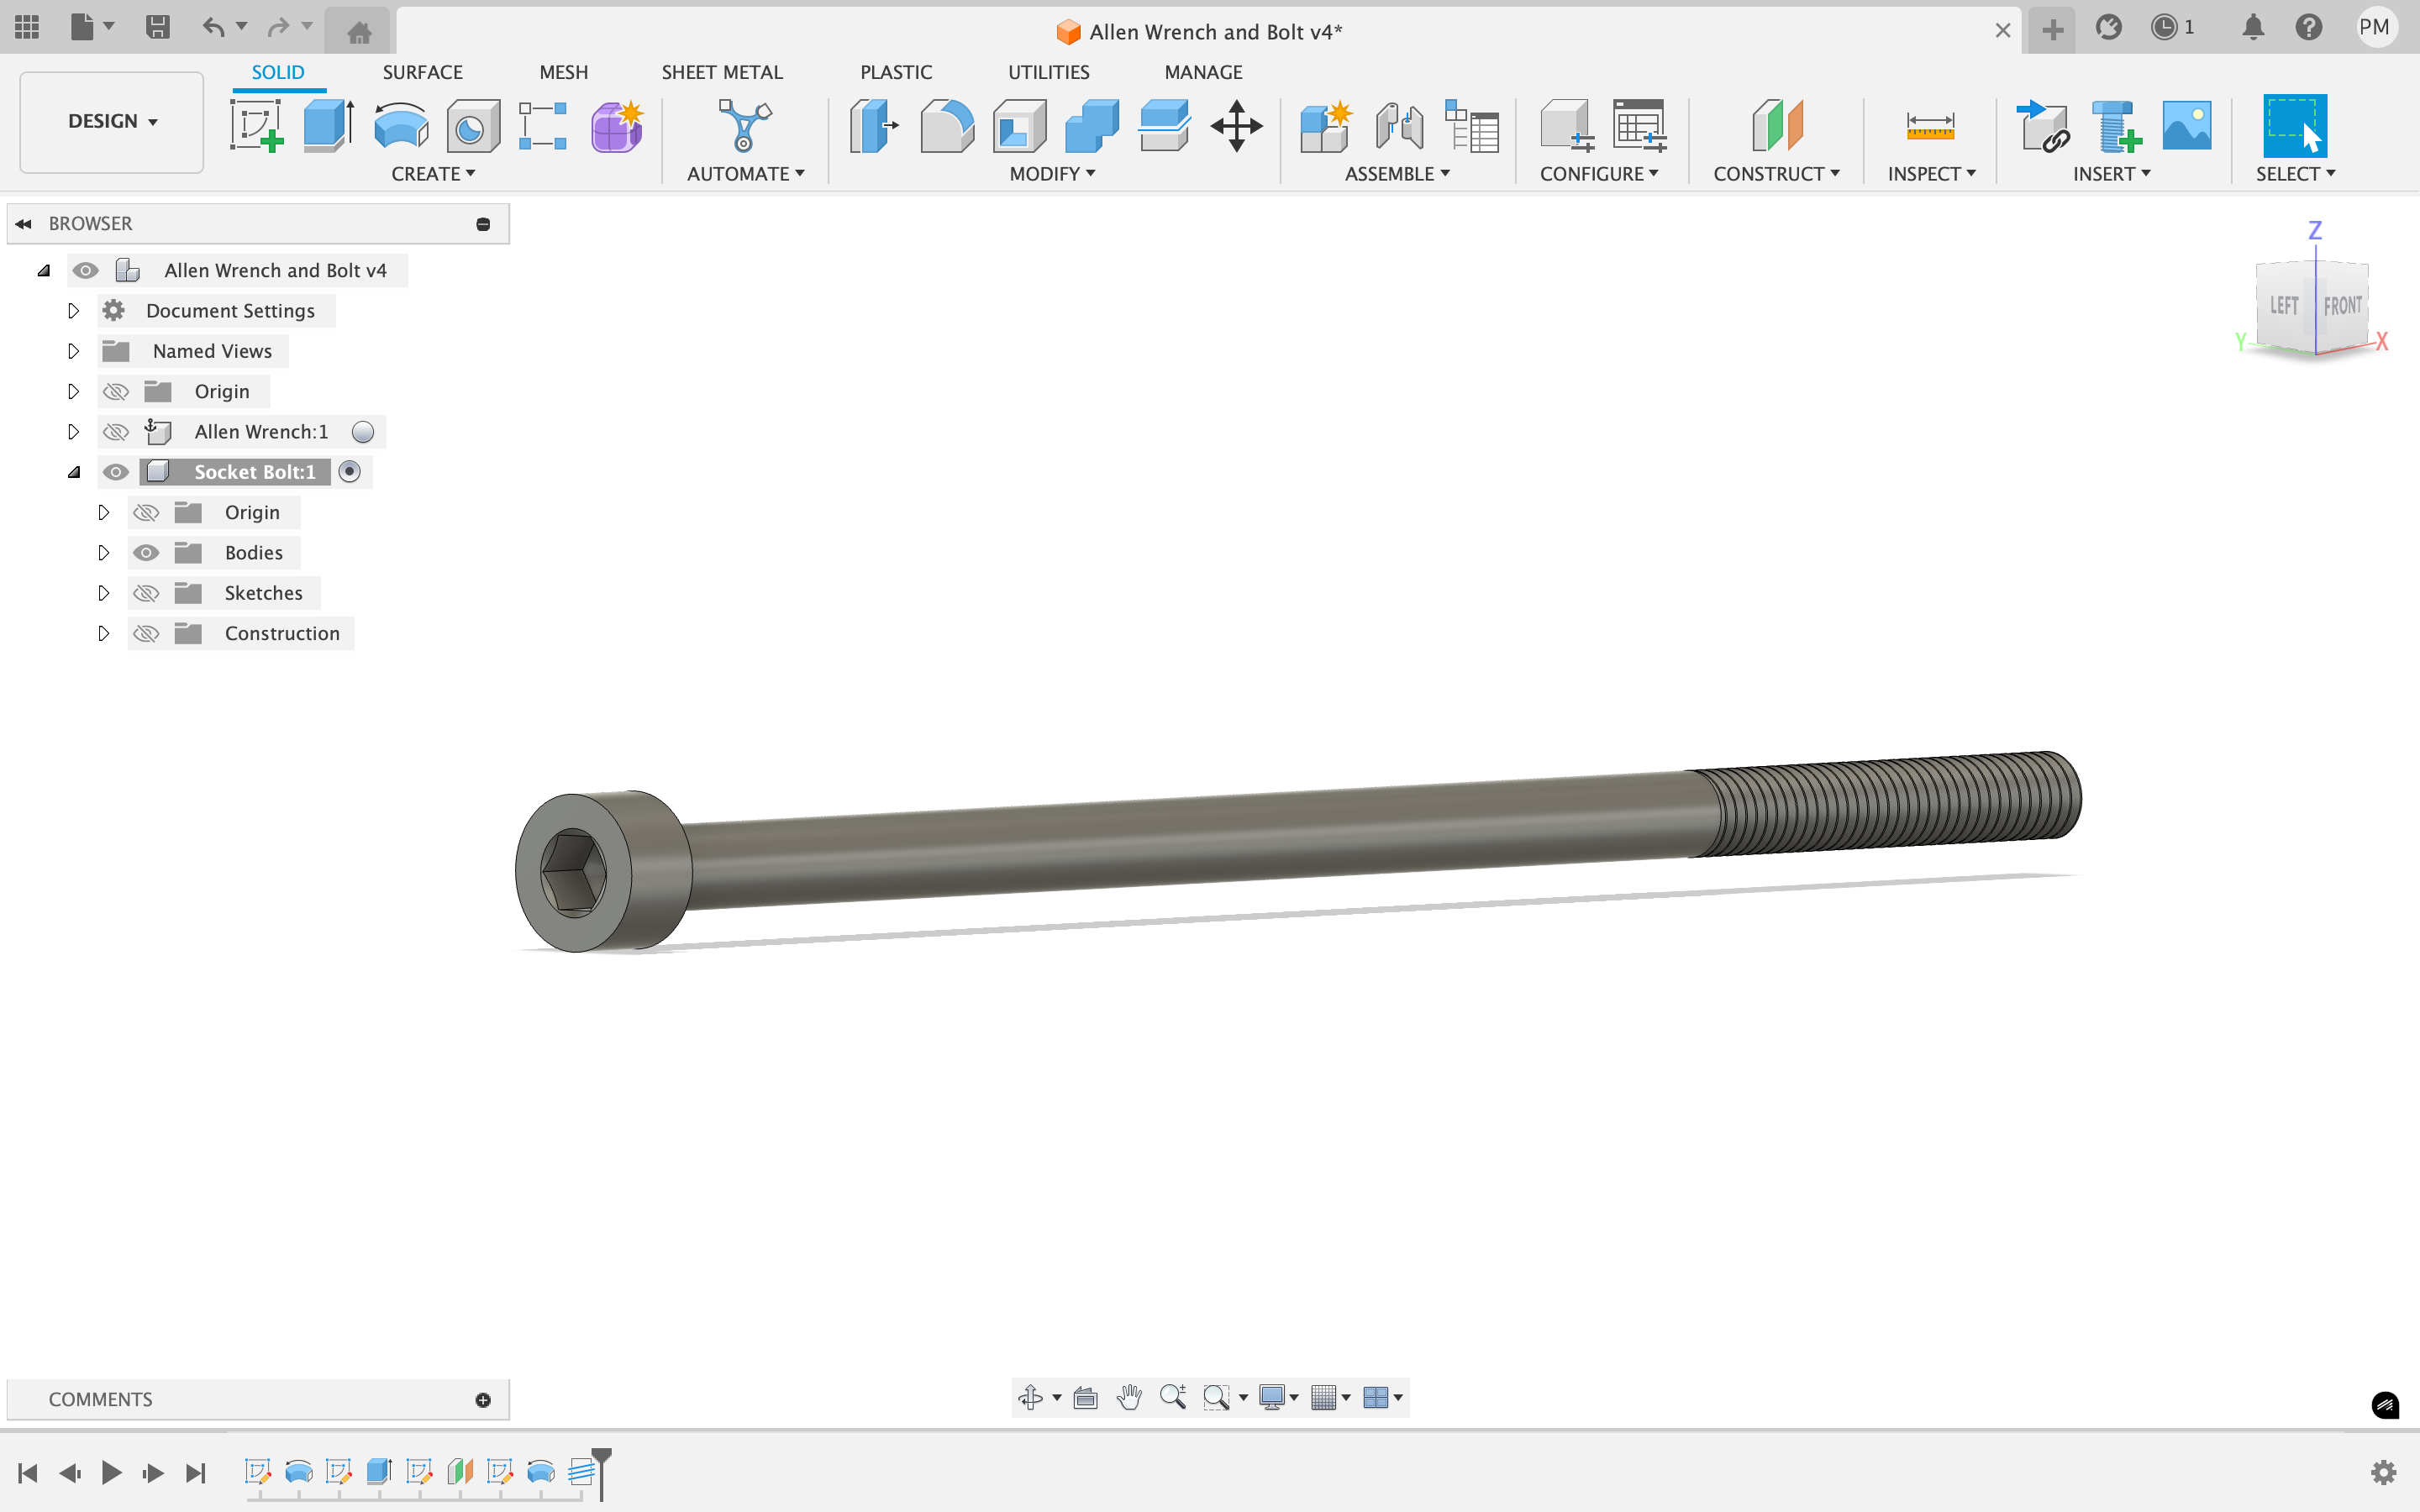 Allen Wrench and Bolt v4*
1
PM
DESIGN
SOLID
SURFACE
MESH
SHEET METAL
PLASTIC
UTILITIES
MANAGE
CREATE
AUTOMATE
MODIFY
ASSEMBLE
CONFIGURE
CONSTRUCT
INSPECT
INSERT
SELECT
BROWSER
Allen Wrench and Bolt v4
Document Settings
Named Views
Origin
Allen Wrench:1
Socket Bolt:1
Origin
Bodies
Sketches
Construction
Z
LEFT
FRONT
Y
X
COMMENTS